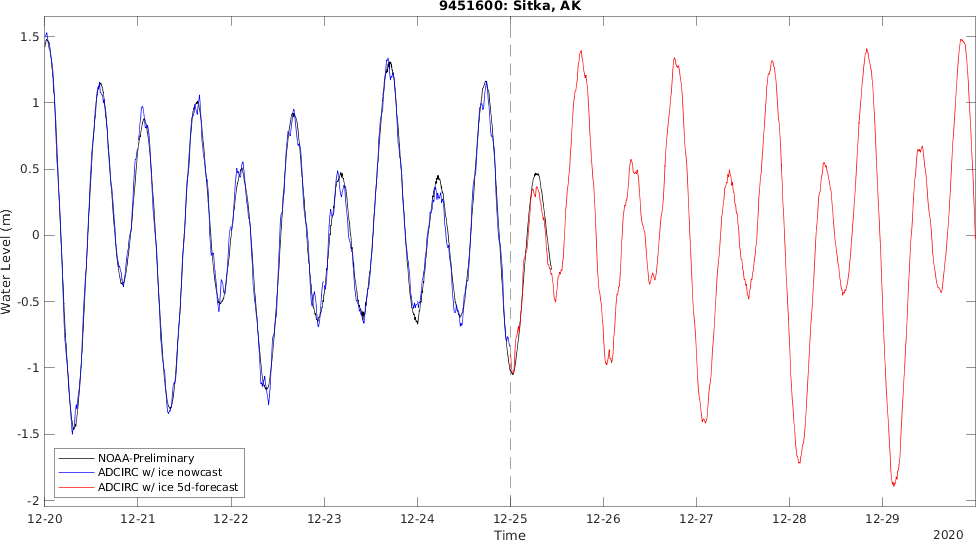 9451600: Sitka, AK
Water Level (m)
1.5
1
0.5
0
-0.5
-1
-1.5
-2
NOAA-Preliminary
ADCIRC w/ ice nowcast
ADCIRC w/ ice 5d-forecast
12-20 12-21 12-22 12-23 12-24 12-25 12-26 12-27 12-28 12-29
Time
2020